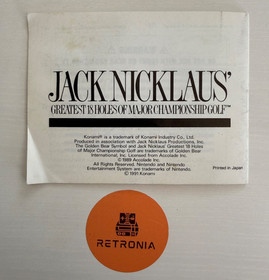 JACK NICKLAUS'
GREATEST 18 HOLES OF MAJOR CHAMPIONSHIP GOLF™
Konami® is a trademark of Konami Industry Co., Ltd.
Produced in association with Jack Nicklaus Productions, Inc.
The Golden Bear Symbol and Jack Nicklaus' Greatest 18 Holes
of Major Championship Golf are trademarks of Golden Bear
International, Inc. Licensed from Accolade Inc.
© 1989 Accolade Inc.
All Rights Reserved. Nintendo and Nintendo
Entertainment System are trademarks of Nintendo.
© 1991 Konami
Printed in Japan
RETRONIA